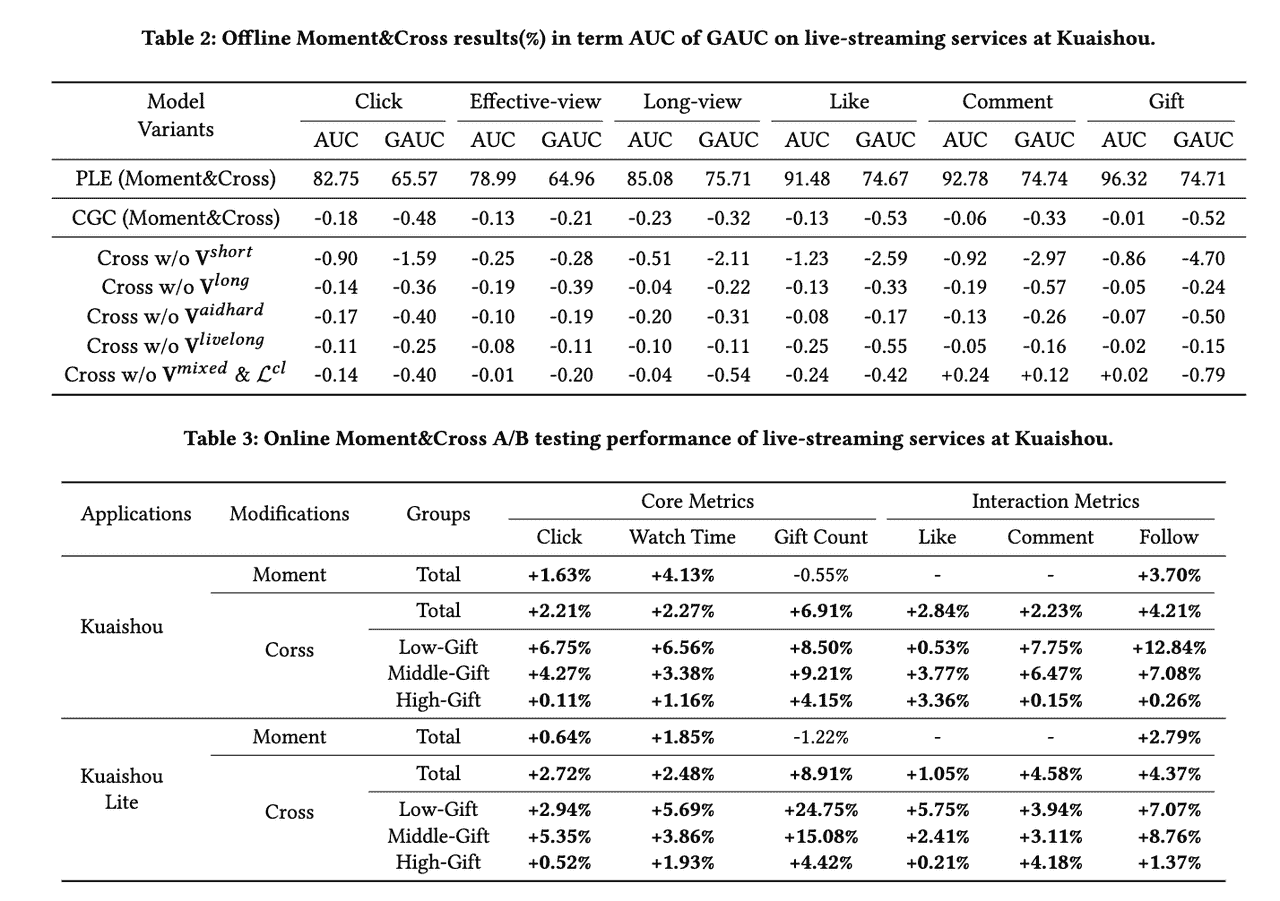 Table 2: Offline Moment&Cross results(%) in term AUC of GAUC on live-streaming services at Kuaishou.
Model Variants Click Effective-view Long-view Like Comment Gift
AUC GAUC AUC GAUC AUC GAUC AUC GAUC AUC GAUC AUC GAUC
PLE (Moment&Cross) 82.75 65.57 78.99 64.96 85.08 75.71 91.48 74.67 92.78 74.74 96.32 74.71
CGC (Moment&Cross) -0.18 -0.48 -0.13 -0.21 -0.23 -0.32 -0.13 -0.53 -0.06 -0.33 -0.01 -0.52
Cross w/o V^short -0.90 -1.59 -0.25 -0.28 -0.51 -2.11 -1.23 -2.59 -0.92 -2.97 -0.86 -4.70
Cross w/o V^long -0.14 -0.36 -0.19 -0.39 -0.04 -0.22 -0.13 -0.33 -0.19 -0.57 -0.05 -0.24
Cross w/o V^aidhard -0.17 -0.40 -0.10 -0.19 -0.20 -0.31 -0.08 -0.17 -0.13 -0.26 -0.07 -0.50
Cross w/o V^livelong -0.11 -0.25 -0.08 -0.11 -0.10 -0.11 -0.25 -0.55 -0.05 -0.16 -0.02 -0.15
Cross w/o V^mixed & ℒ^cl -0.14 -0.40 -0.01 -0.20 -0.04 -0.54 -0.24 -0.42 +0.24 +0.12 +0.02 -0.79
Table 3: Online Moment&Cross A/B testing performance of live-streaming services at Kuaishou.
Applications Modifications Groups Core Metrics Interaction Metrics
Click Watch Time Gift Count Like Comment Follow
Kuaishou Moment Total +1.63% +4.13% -0.55% - - +3.70%
Corss Total +2.21% +2.27% +6.91% +2.84% +2.23% +4.21%
Low-Gift +6.75% +6.56% +8.50% +0.53% +7.75% +12.84%
Middle-Gift +4.27% +3.38% +9.21% +3.77% +6.47% +7.08%
High-Gift +0.11% +1.16% +4.15% +3.36% +0.15% +0.26%
Kuaishou Lite Moment Total +0.64% +1.85% -1.22% - - +2.79%
Cross Total +2.72% +2.48% +8.91% +1.05% +4.58% +4.37%
Low-Gift +2.94% +5.69% +24.75% +5.75% +3.94% +7.07%
Middle-Gift +5.35% +3.86% +15.08% +2.41% +3.11% +8.76%
High-Gift +0.52% +1.93% +4.42% +0.21% +4.18% +1.37%